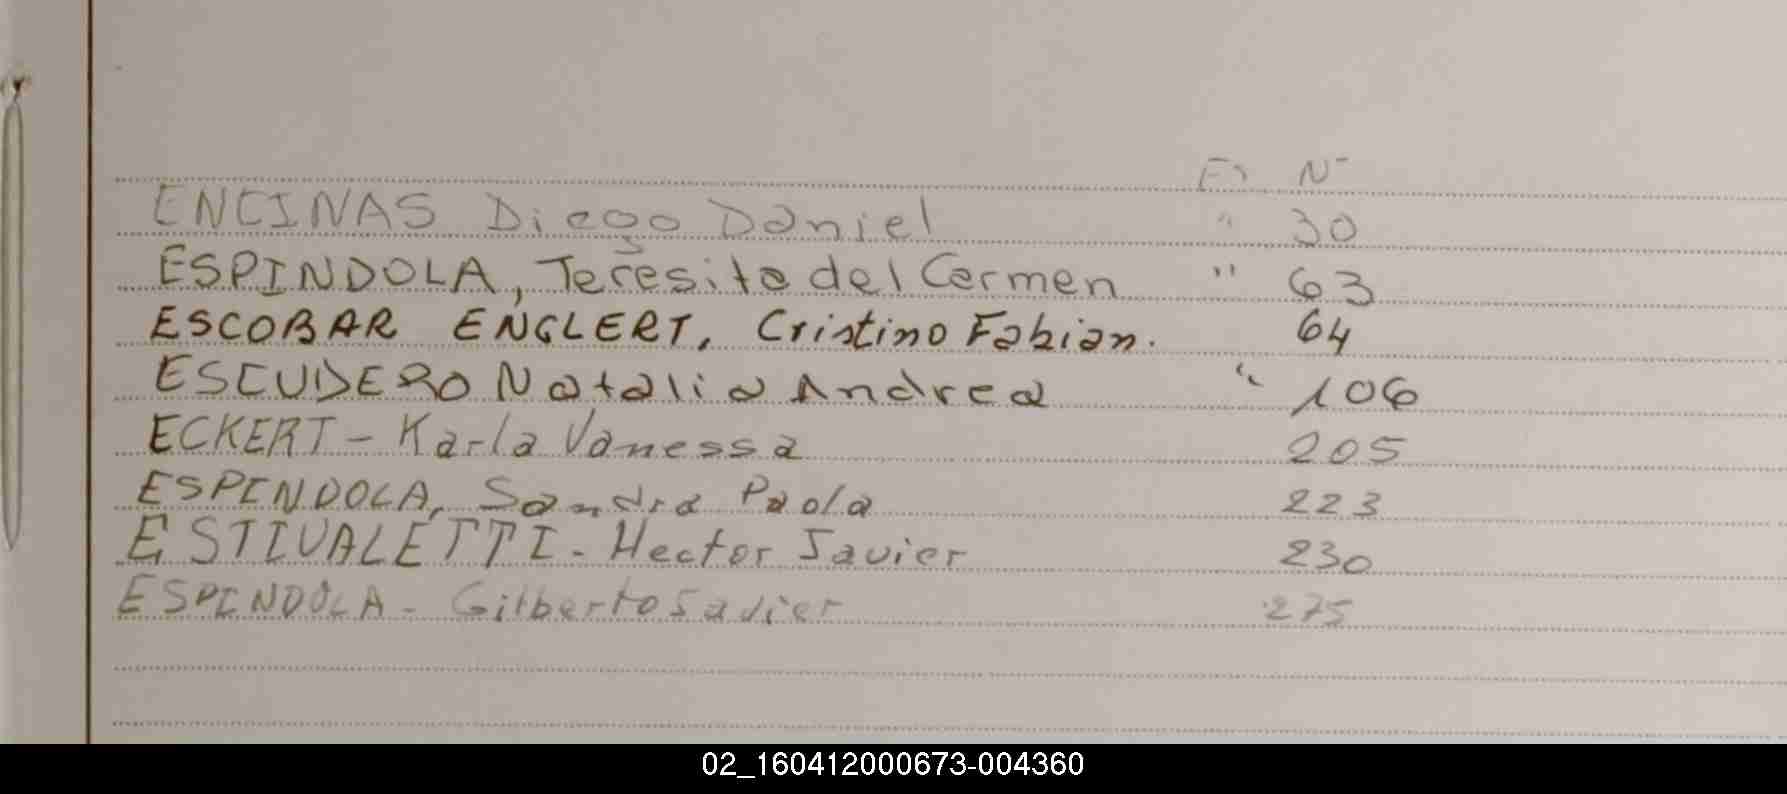 F) N-
ENCINAS Diego Daniel " 30
ESPINDOLA, Teresita del Carmen " 63
ESCOBAR ENGLERT, Cristino Fabian. 64
ESCUDERO Natalia Andrea " 106
ECKERT - Karla Vanessa 205
ESPINDOLA, Sandra Paola 223
ESTIVALETTI - Hector Javier 230
ESPINDOLA - Gilberto Javier 275
02_160412000673-004360